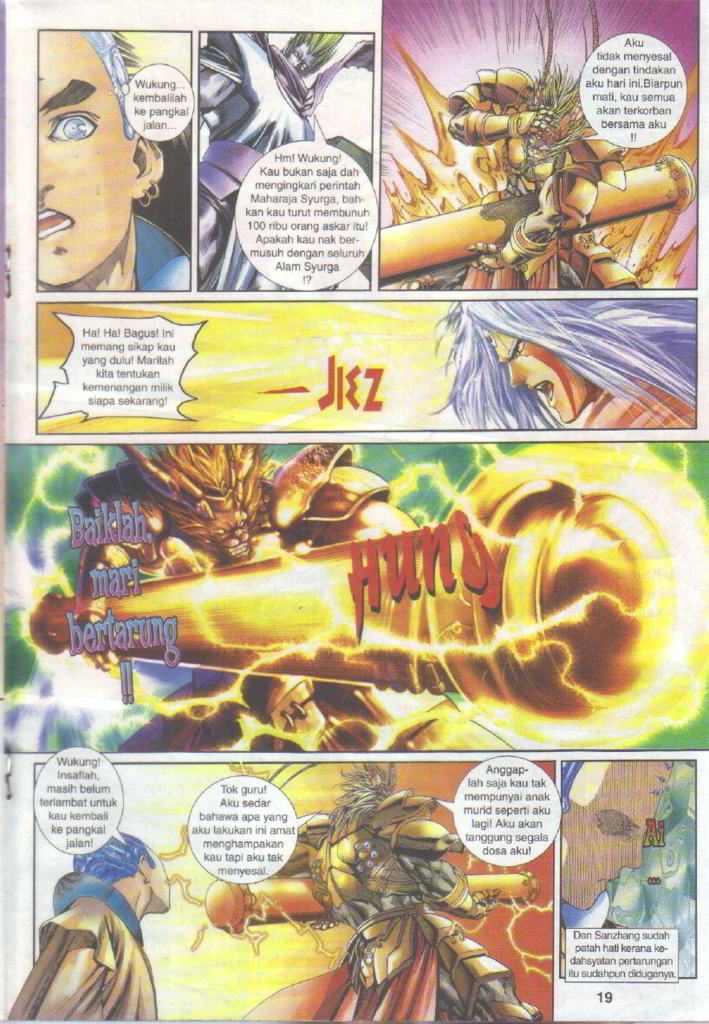 Wukung...
kembalilah
ke pangkal
jalan...
Hm! Wukung!
Kau bukan saja dah
mengingkari perintah
Maharaja Syurga, bah-
kan kau turut membunuh
100 ribu orang askar itu!
Apakah kau nak ber-
musuh dengan seluruh
Alam Syurga
!?
Aku
tidak menyesal
dengan tindakan
aku hari ini.Biarpun
mati, kau semua
akan terkorban
bersama aku
!!
Ha! Ha! Bagus! Ini
memang sikap kau
yang dulu! Marilah
kita tentukan
kemenangan milik
siapa sekarang!
JIEZ
Baiklah,
mari
bertarung
!!
HUNG
Wukung!
Insaflah,
masih belum
terlambat untuk
kau kembali
ke pangkal
jalan!
Tok guru!
Aku sedar
bahawa apa yang
aku lakukan ini amat
menghampakan
kau tapi aku tak
menyesal.
Anggap-
lah saja kau tak
mempunyai anak
murid seperti aku
lagi! Aku akan
tanggung segala
dosa aku!
Ai
...
Dan Sanzhang sudah
patah hati kerana ke-
dahsyatan pertarungan
itu sudahpun diduganya.
19